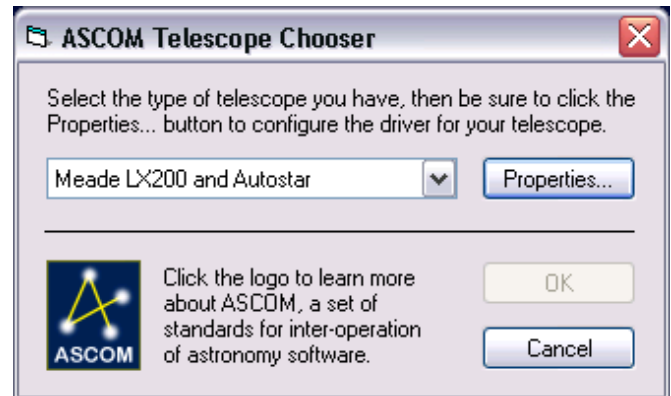 ASCOM Telescope Chooser
Select the type of telescope you have, then be sure to click the
Properties... button to configure the driver for your telescope.
Meade LX200 and Autostar
Properties...
ASCOM
Click the logo to learn more
about ASCOM, a set of
standards for inter-operation
of astronomy software.
OK
Cancel